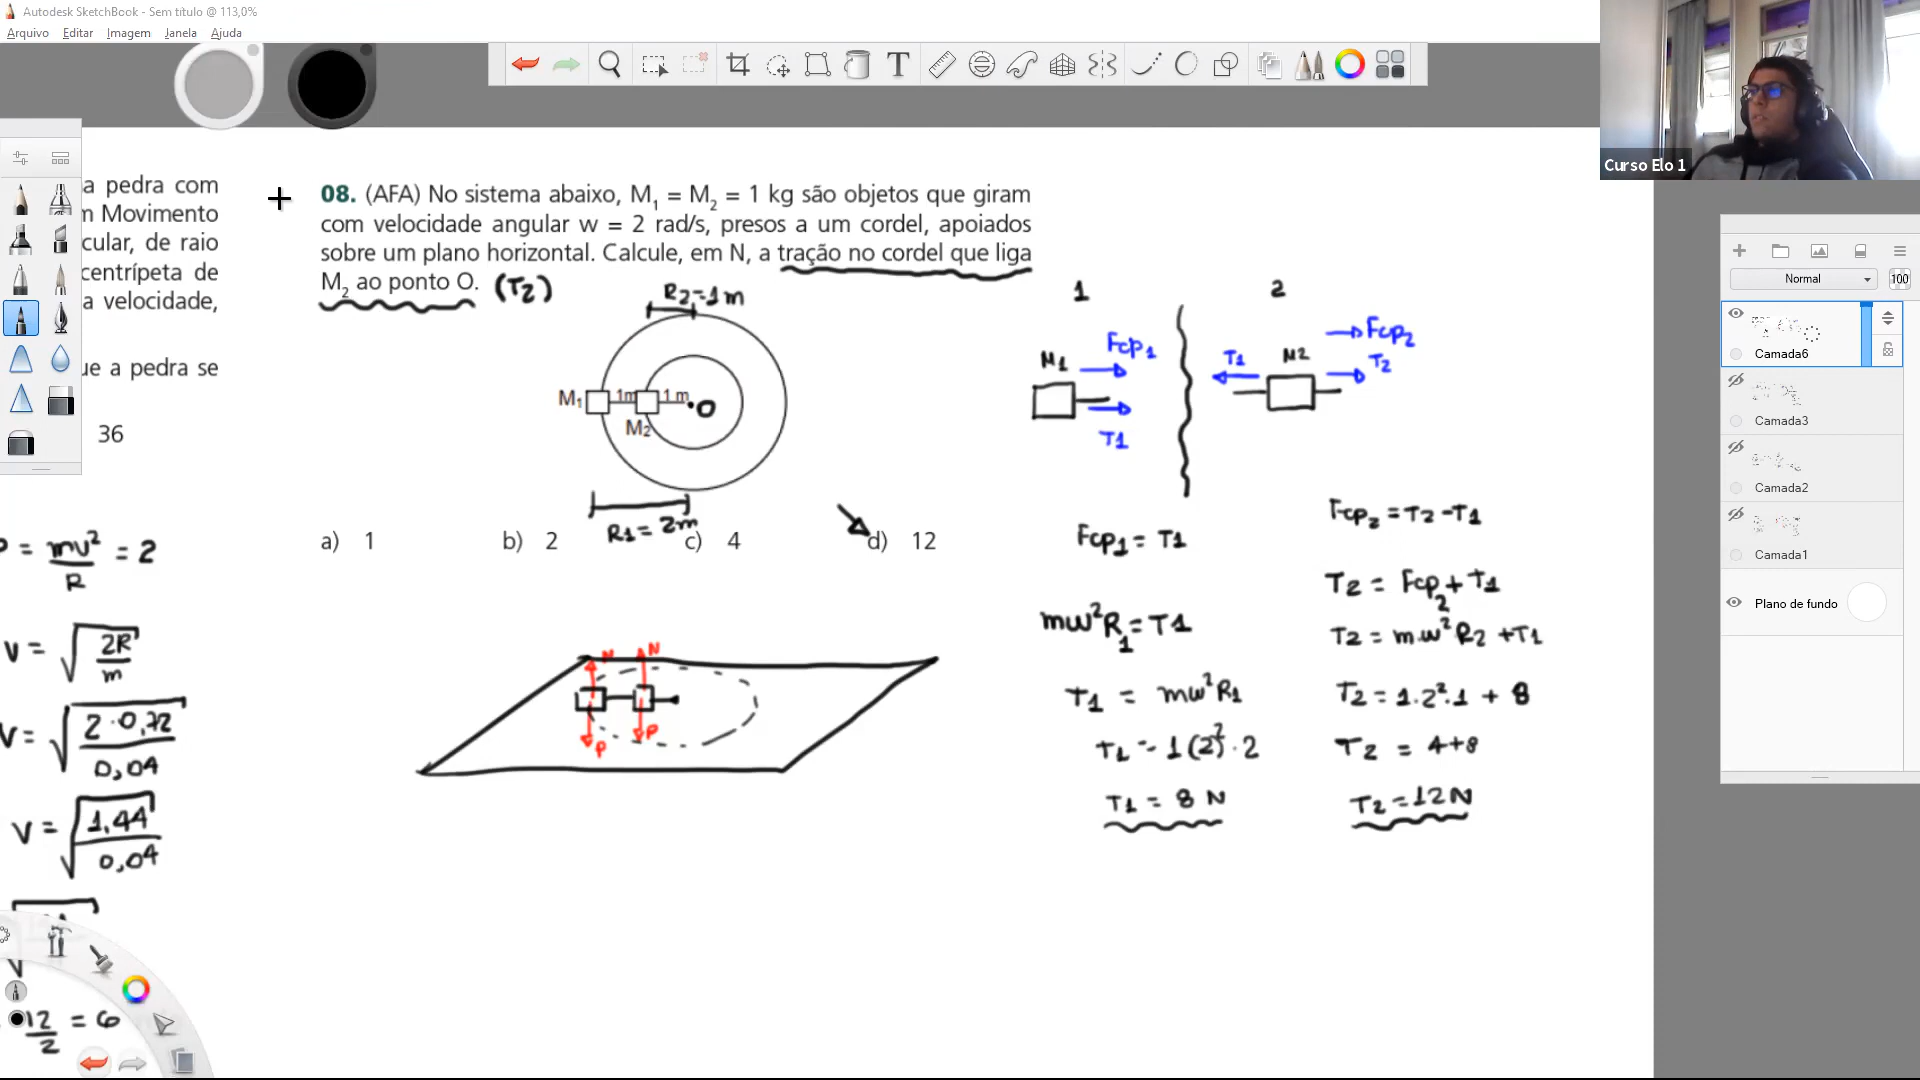 Autodesk SketchBook - Sem título @ 113,0%
Arquivo Editar Imagem Janela Ajuda
Curso Elo 1
a pedra com
m Movimento
cular, de raio
centrípeta de
a velocidade,
ue a pedra se
36
08. (AFA) No sistema abaixo, M1 = M2 = 1 kg são objetos que giram
com velocidade angular w = 2 rad/s, presos a um cordel, apoiados
sobre um plano horizontal. Calcule, em N, a tração no cordel que liga
M2 ao ponto O. (T2)
R2=1m
M1 1m 1 m O
M2
R1 = 2m
a) 1 b) 2 c) 4 d) 12
N N
P P
1
M1
Fcp1
T1
Fcp1 = T1
mw²R1 = T1
T1 = mw²R1
T1 = 1(2)²·2
T1 = 8 N
2
T1 M2 Fcp2
T2
Fcp2 = T2 - T1
T2 = Fcp2 + T1
T2 = m.w²R2 + T1
T2 = 1.2².1 + 8
T2 = 4+8
T2 = 12N
= mv²/R = 2
V = √2R/m
V = √2·0,72/0,04
V = √1,44/0,04
12/2 = 6
Normal 100
Camada6
Camada3
Camada2
Camada1
Plano de fundo